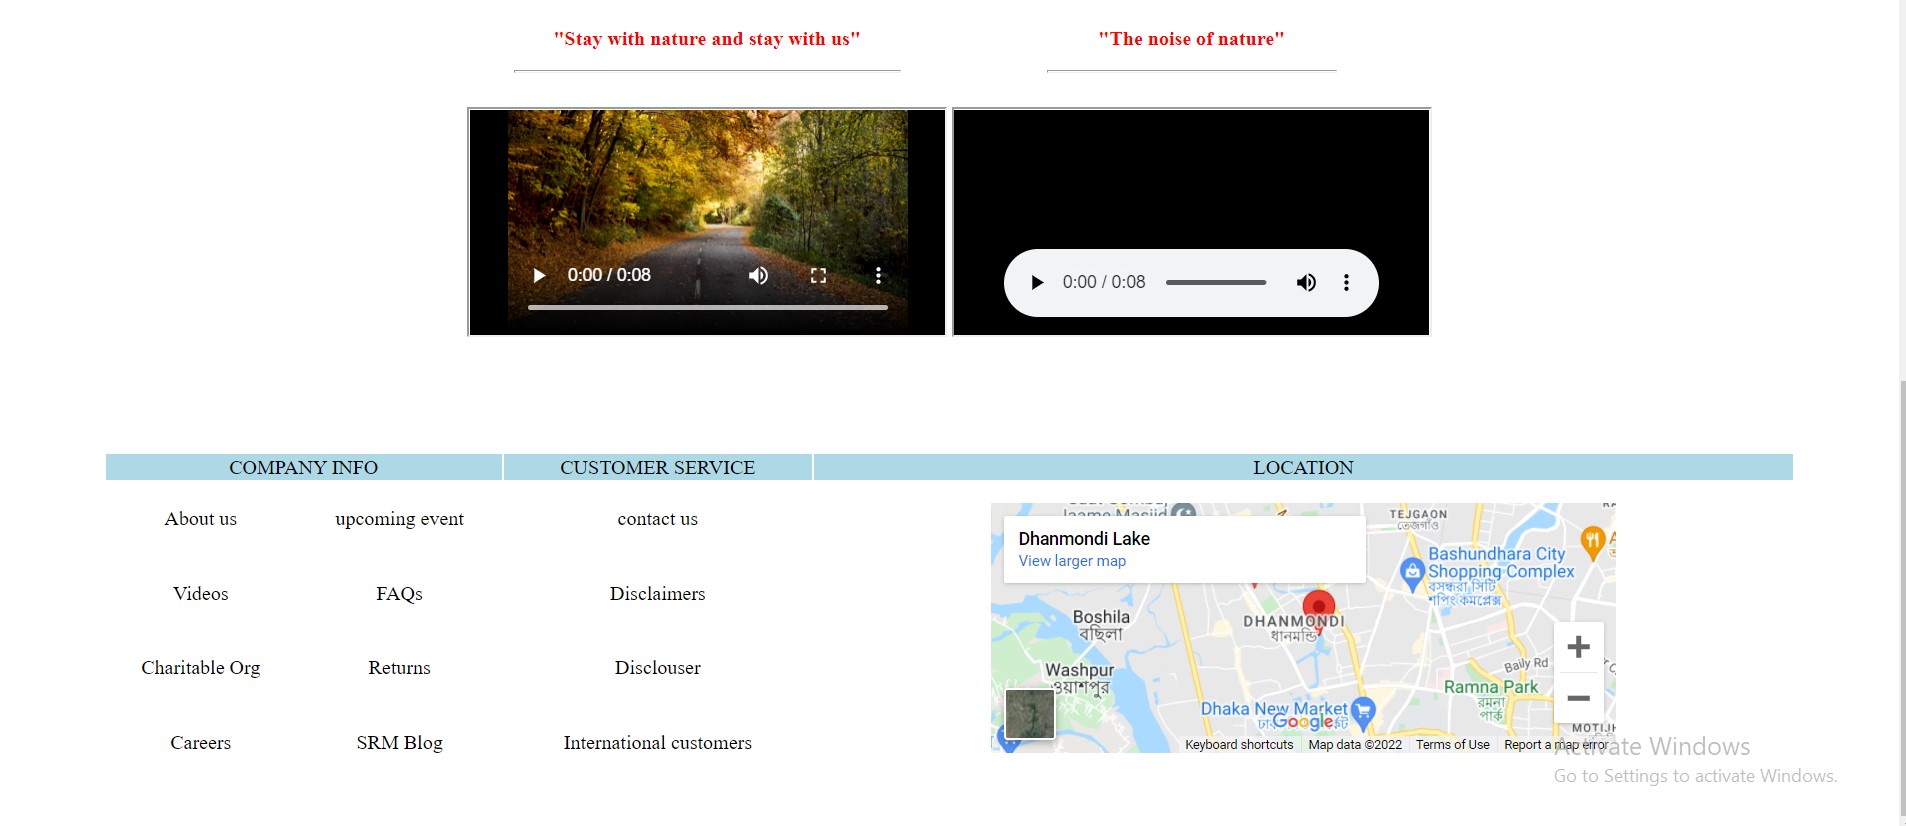 "Stay with nature and stay with us"
"The noise of nature"
0:00 / 0:08
0:00 / 0:08
COMPANY INFO
CUSTOMER SERVICE
LOCATION
About us
upcoming event
contact us
Videos
FAQs
Disclaimers
Charitable Org
Returns
Disclouser
Careers
SRM Blog
International customers
Jaame Masjid
Dhanmondi Lake
View larger map
TEJGAON
তেজগাঁও
Bashundhara City
Shopping Complex
বসুন্ধরা সিটি
শপিং কমপ্লেক্স
Boshila
বছিলা
DHANMONDI
ধানমন্ডি
Washpur
ওয়াশপুর
Baily Rd
Ramna Park
রমনা
পার্ক
Dhaka New Market
Google
Keyboard shortcuts
Map data ©2022
Terms of Use
Report a map error
Activate Windows
Go to Settings to activate Windows.